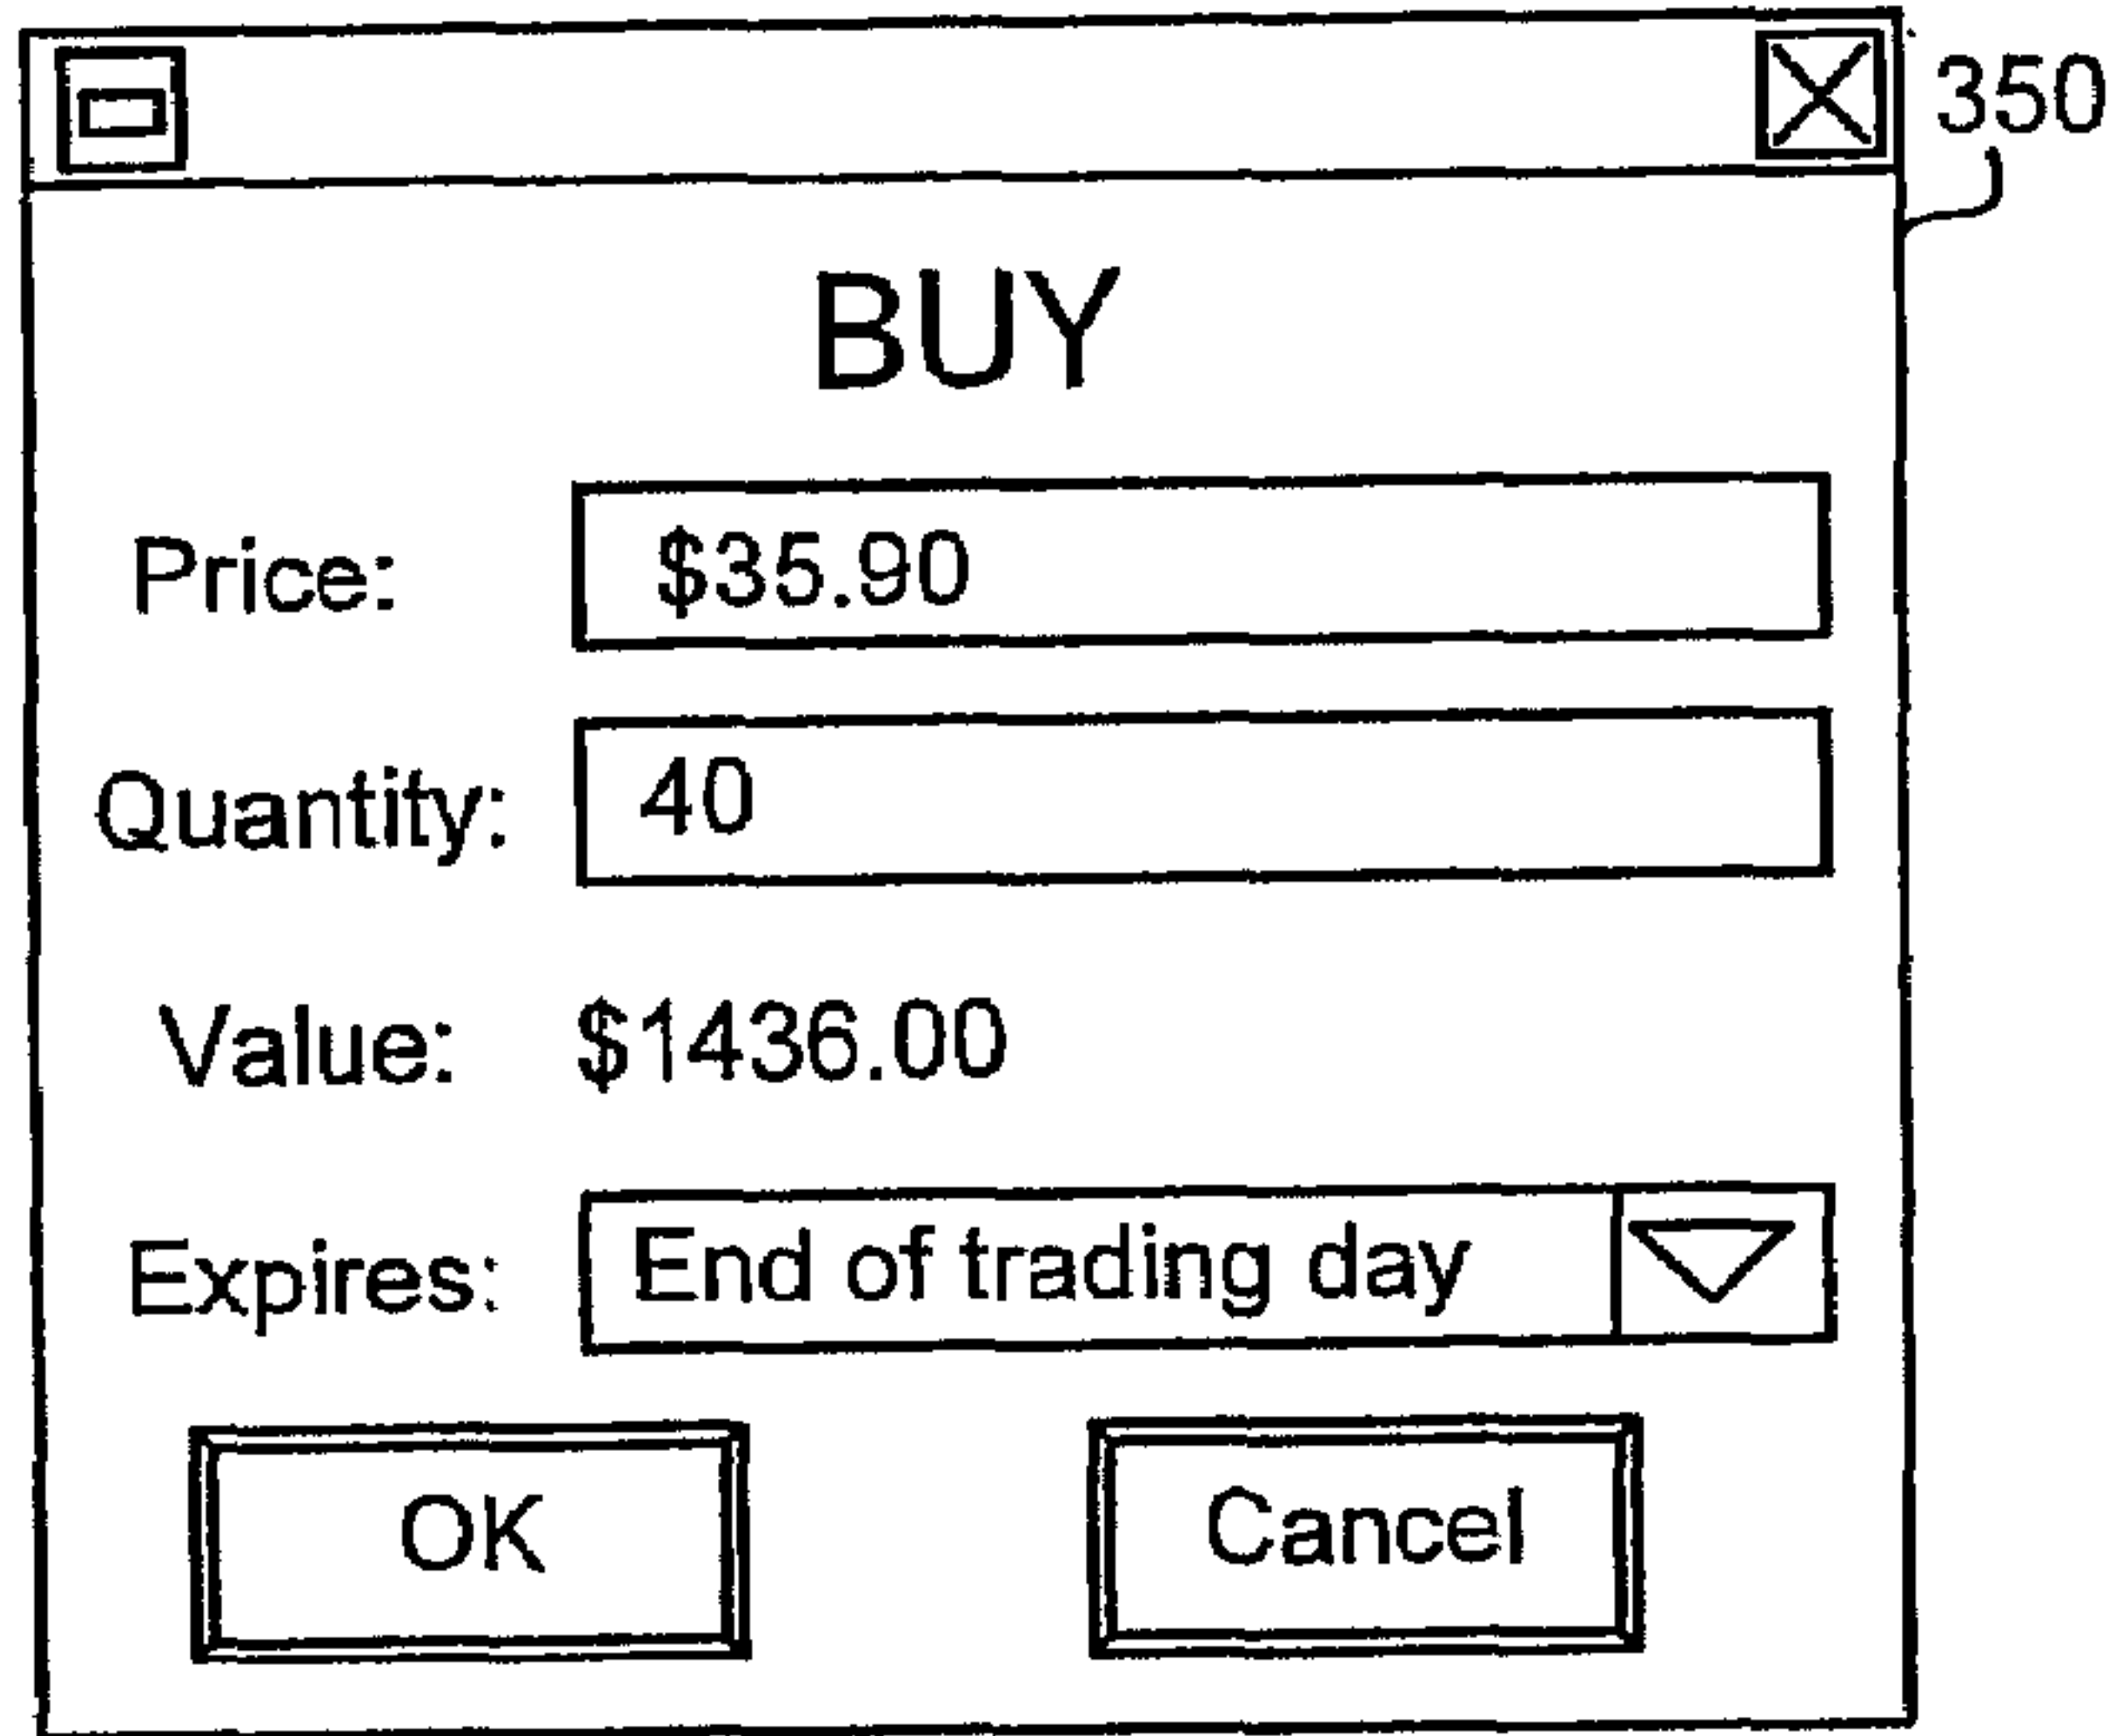 350
BUY
Price: $35.90
Quantity: 40
Value: $1436.00
Expires: End of trading day
OK Cancel